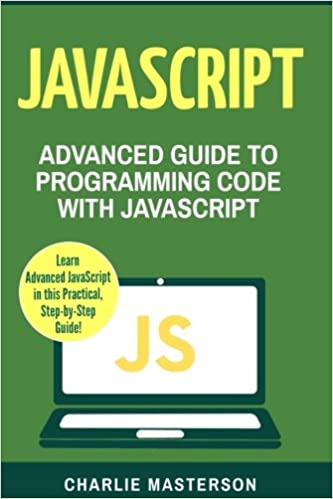 JAVASCRIPT
ADVANCED GUIDE TO
PROGRAMMING CODE
WITH JAVASCRIPT
Learn
Advanced JavaScript
in this Practical,
Step-by-Step
Guide!
JS
CHARLIE MASTERSON